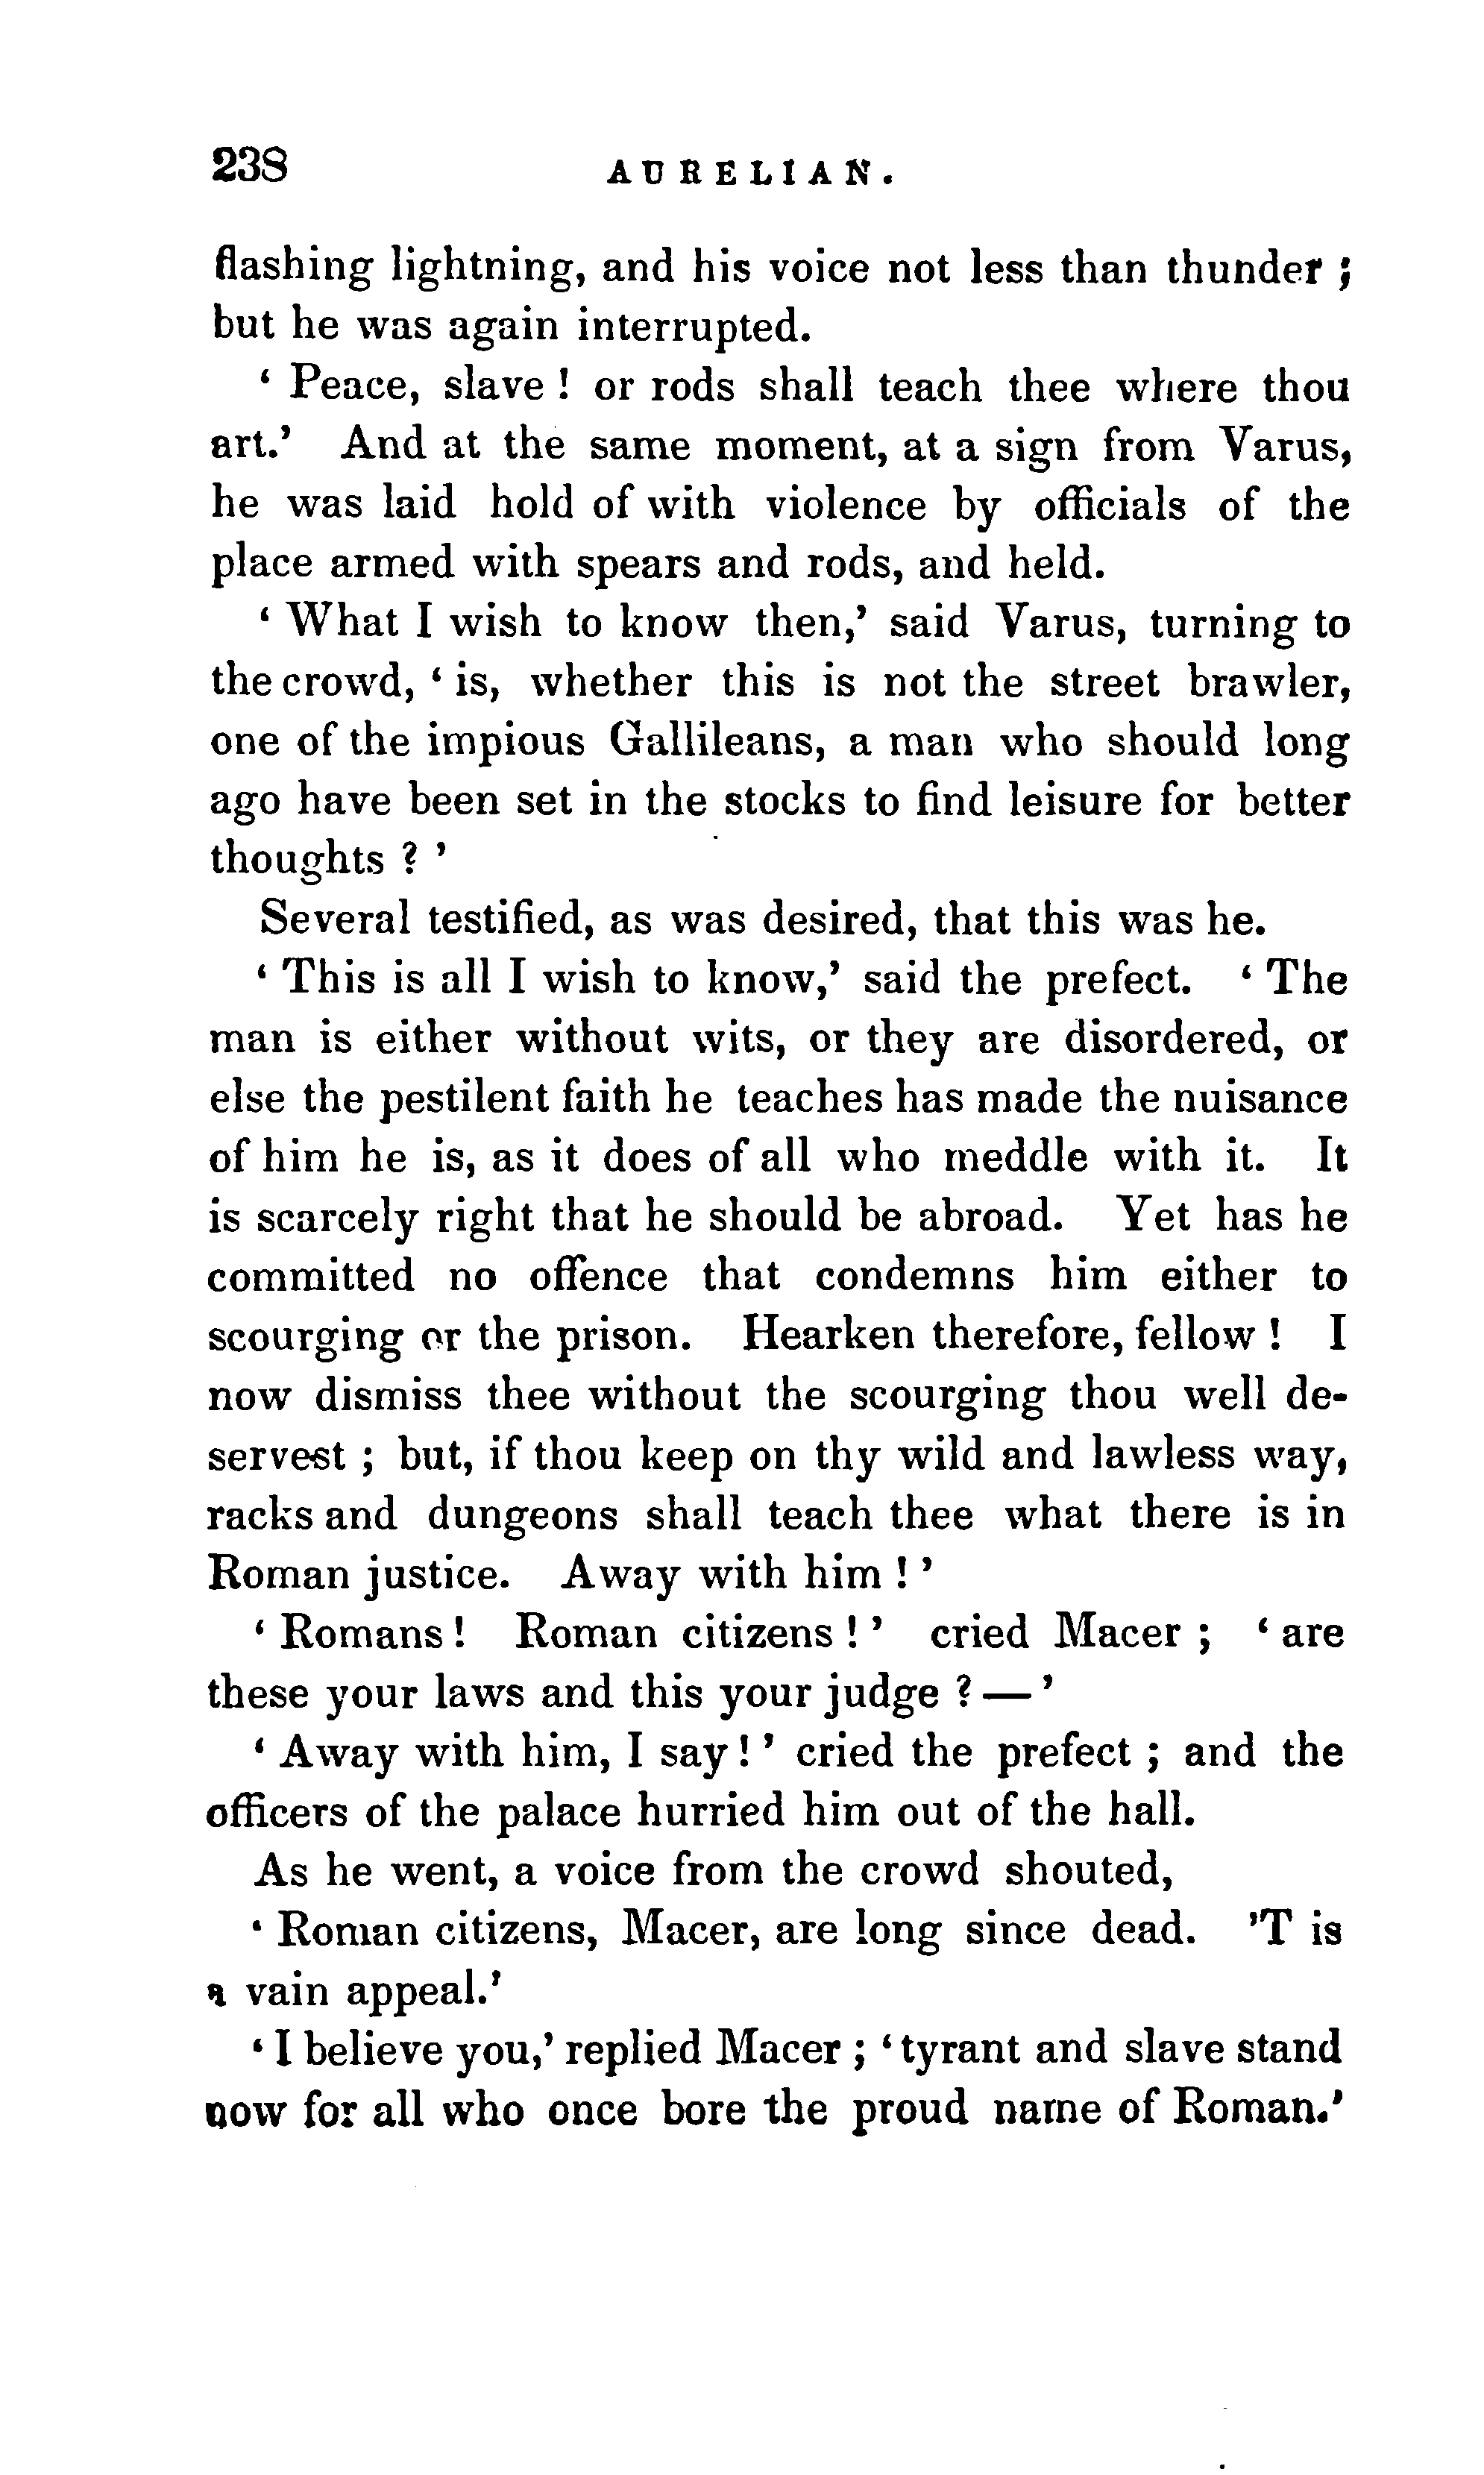 238 AURELIAN.
flashing lightning, and his voice not less than thunder ;
but he was again interrupted.
‘ Peace, slave ! or rods shall teach thee where thou
art.’ And at the same moment, at a sign from Varus,
he was laid hold of with violence by officials of the
place armed with spears and rods, and held.
‘ What I wish to know then,’ said Varus, turning to
the crowd, ‘ is, whether this is not the street brawler,
one of the impious Gallileans, a man who should long
ago have been set in the stocks to find leisure for better
thoughts ? ’
Several testified, as was desired, that this was he.
‘ This is all I wish to know,’ said the prefect. ‘ The
man is either without wits, or they are disordered, or
else the pestilent faith he teaches has made the nuisance
of him he is, as it does of all who meddle with it. It
is scarcely right that he should be abroad. Yet has he
committed no offence that condemns him either to
scourging or the prison. Hearken therefore, fellow ! I
now dismiss thee without the scourging thou well de-
servest ; but, if thou keep on thy wild and lawless way,
racks and dungeons shall teach thee what there is in
Roman justice. Away with him ! ’
‘ Romans ! Roman citizens ! ’ cried Macer ; ‘ are
these your laws and this your judge ? — ’
‘ Away with him, I say ! ’ cried the prefect ; and the
officers of the palace hurried him out of the hall.
As he went, a voice from the crowd shouted,
‘ Roman citizens, Macer, are long since dead. ’T is
a vain appeal.’
‘ I believe you,’ replied Macer ; ‘ tyrant and slave stand
now for all who once bore the proud name of Roman.’